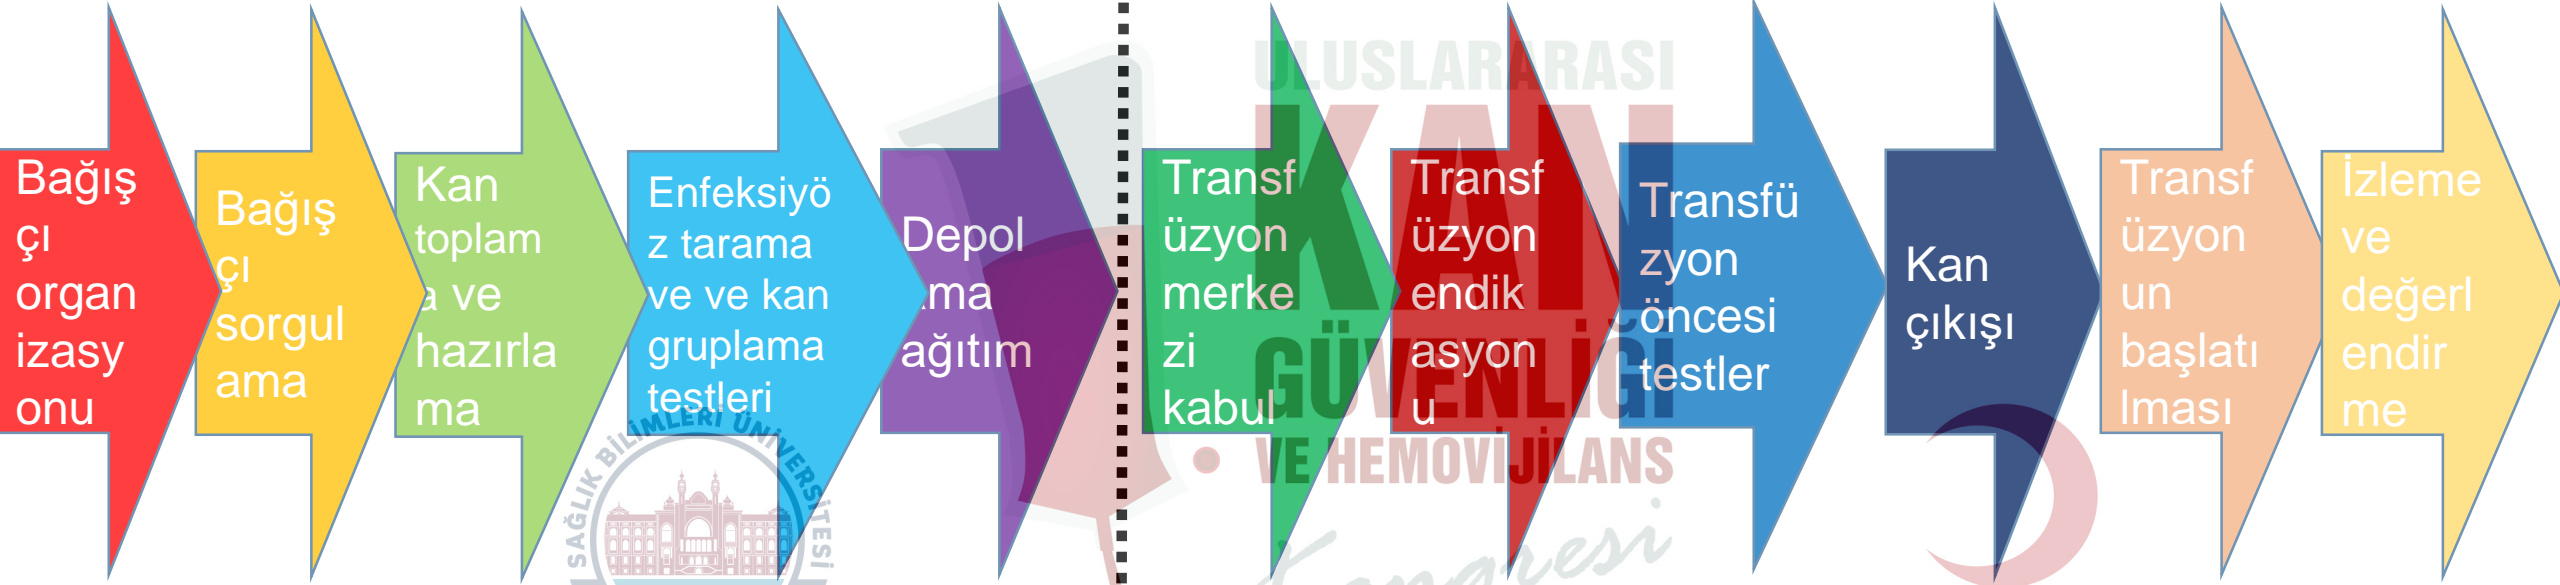 Bağış
çı
organ
izasy
onu
Bağış
çı
sorgul
ama
Kan
toplam
a ve
hazırla
ma
Enfeksiyö
z tarama
ve ve kan
gruplama
testleri
Depol
ama
ağıtım
Transf
üzyon
merke
zi
kabul
Transf
üzyon
endik
asyon
u
Transfü
zyon
öncesi
testler
Kan
çıkışı
Transf
üzyon
un
başlatı
lması
İzleme
ve
değerl
endir
me
ULUSLARARASI
KAN
GÜVENLİĞİ
VE HEMOVİJİLANS
Kongresi
SAĞLIK BİLİMLERİ ÜNİVERSİTESİ